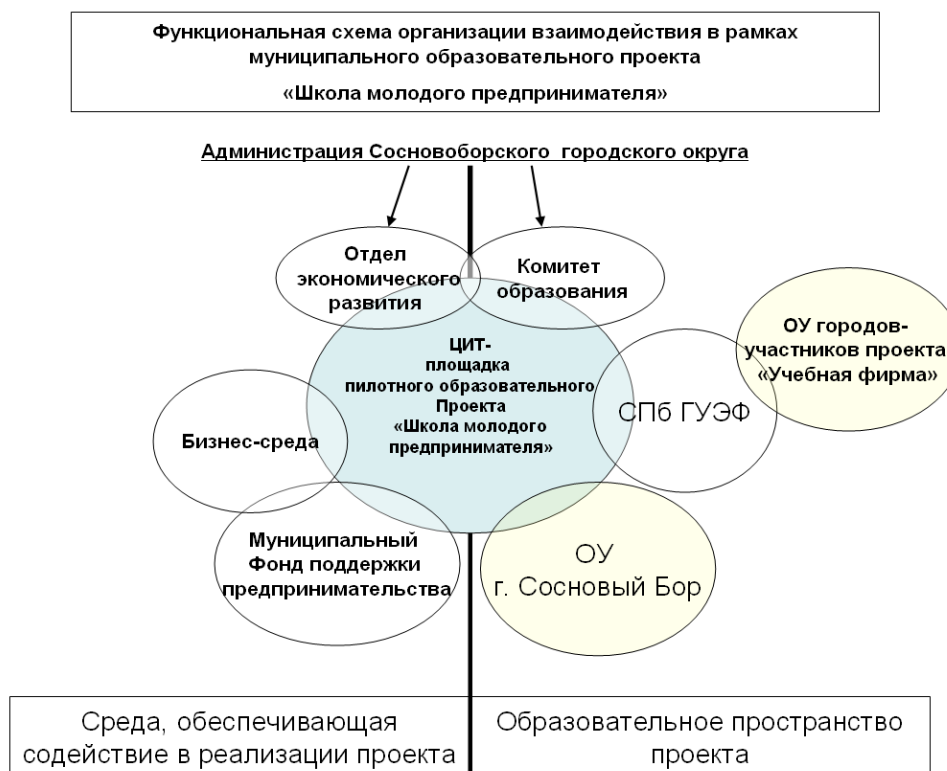 Функциональная схема организации взаимодействия в рамках
муниципального образовательного проекта
«Школа молодого предпринимателя»
Администрация Сосновоборского городского округа
Отдел
экономического
развития
Комитет
образования
ОУ городов-
участников проекта
«Учебная фирма»
ЦИТ-
площадка
пилотного образовательного
Проекта
«Школа молодого
предпринимателя»
СПб ГУЭФ
Бизнес-среда
Муниципальный
Фонд поддержки
предпринимательства
ОУ
г. Сосновый Бор
Среда, обеспечивающая
содействие в реализации проекта
Образовательное пространство
проекта